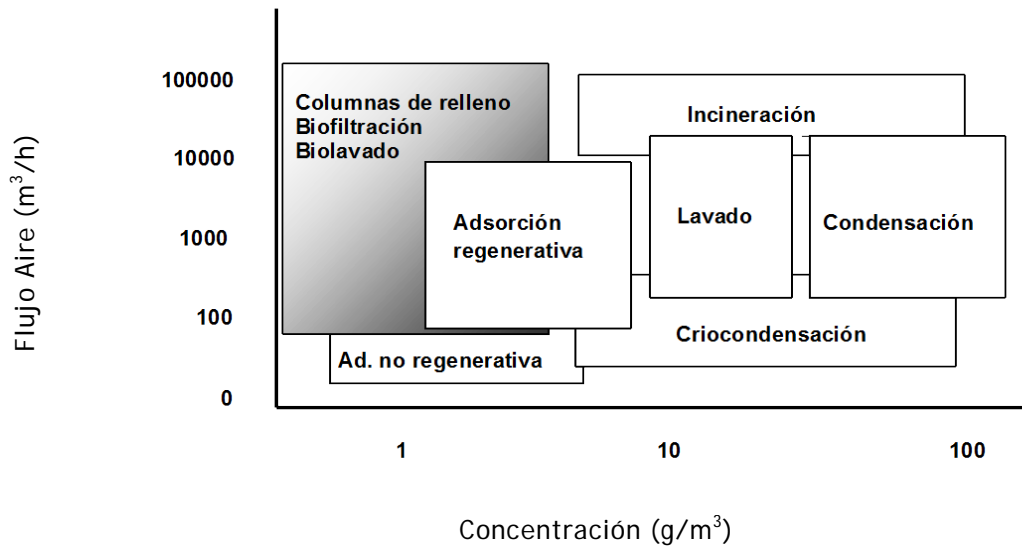 Flujo Aire (m³/h)
100000
10000
1000
100
0
Columnas de relleno
Biofiltración
Biolavado
Adsorción
regenerativa
Ad. no regenerativa
Incineración
Lavado
Condensación
Criocondensación
1
10
100
Concentración (g/m³)